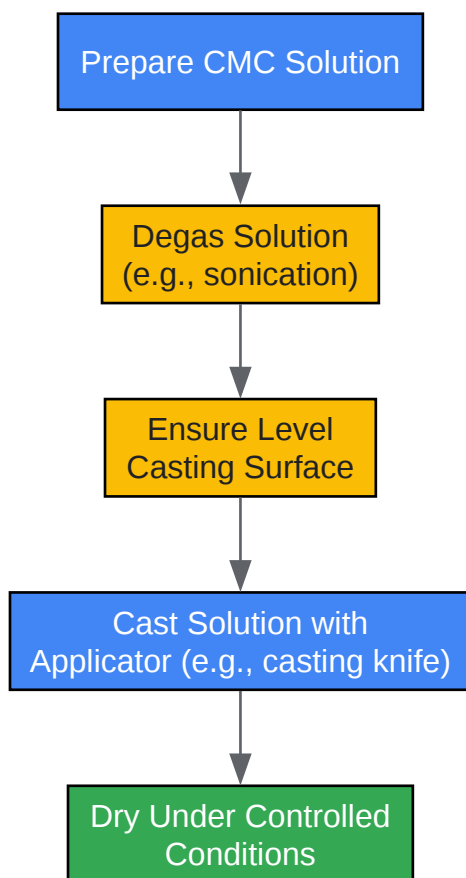 Prepare CMC Solution
Degas Solution
(e.g., sonication)
Ensure Level
Casting Surface
Cast Solution with
Applicator (e.g., casting knife)
Dry Under Controlled
Conditions